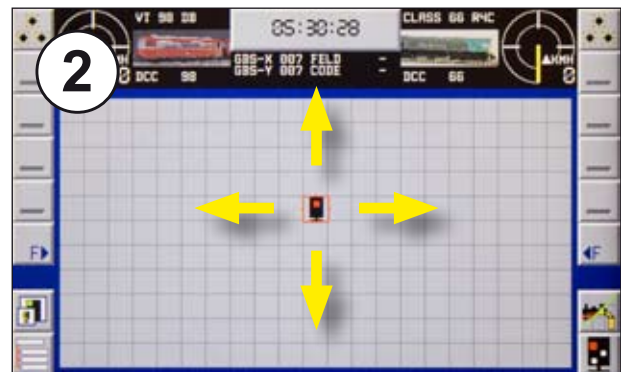 2
VT 98 DB
05:30:28
CLASS 66 R4C
GBS-X 007 FELD -
GBS-Y 007 CODE -
DCC 98
DCC 66
KMH
0
0
F
F